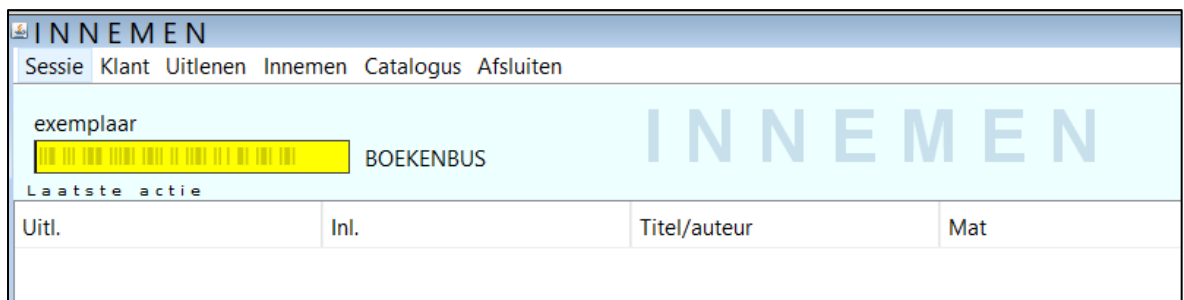 INNEMEN
Sessie Klant Uitlenen Innemen Catalogus Afsluiten
INNEMEN
exemplaar
BOEKENBUS
Laatste actie
Uitl. Inl. Titel/auteur Mat